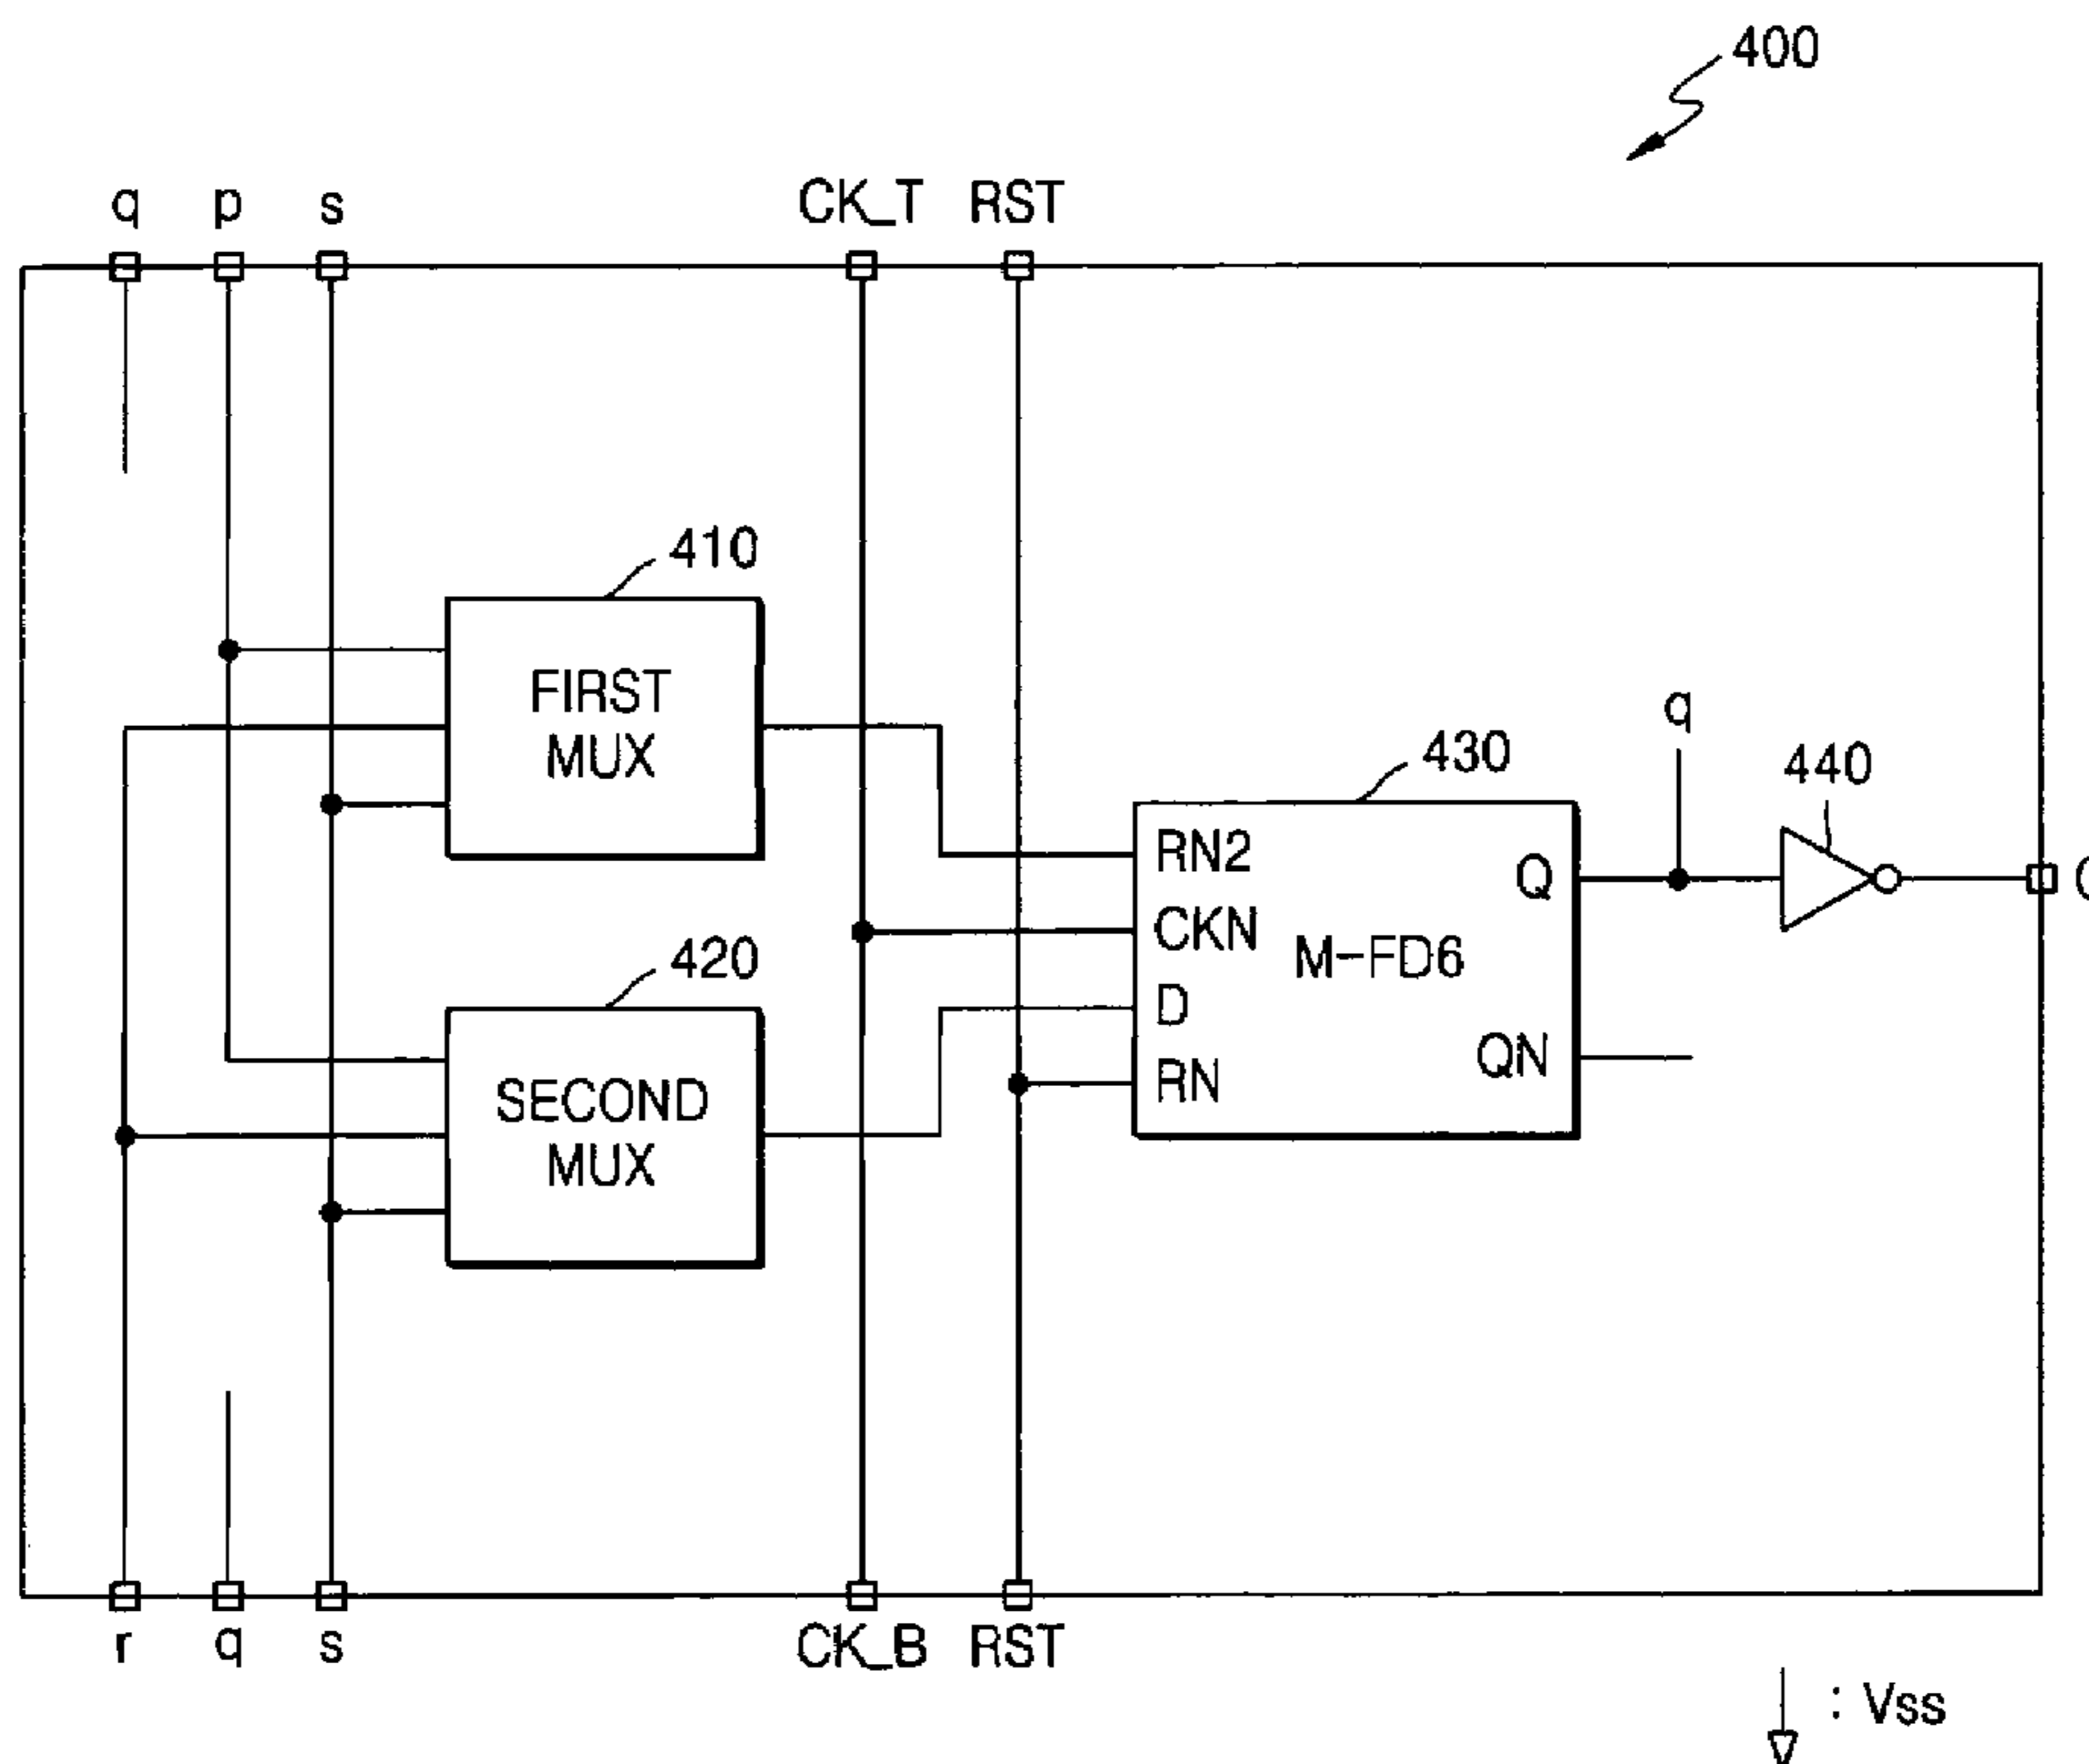 400
q p s CK_T RST
410
FIRST
MUX
q
430
440
RN2
Q
CKN
M-FD6
420
D
QN
RN
SECOND
MUX
r q s CK_B RST
: Vss